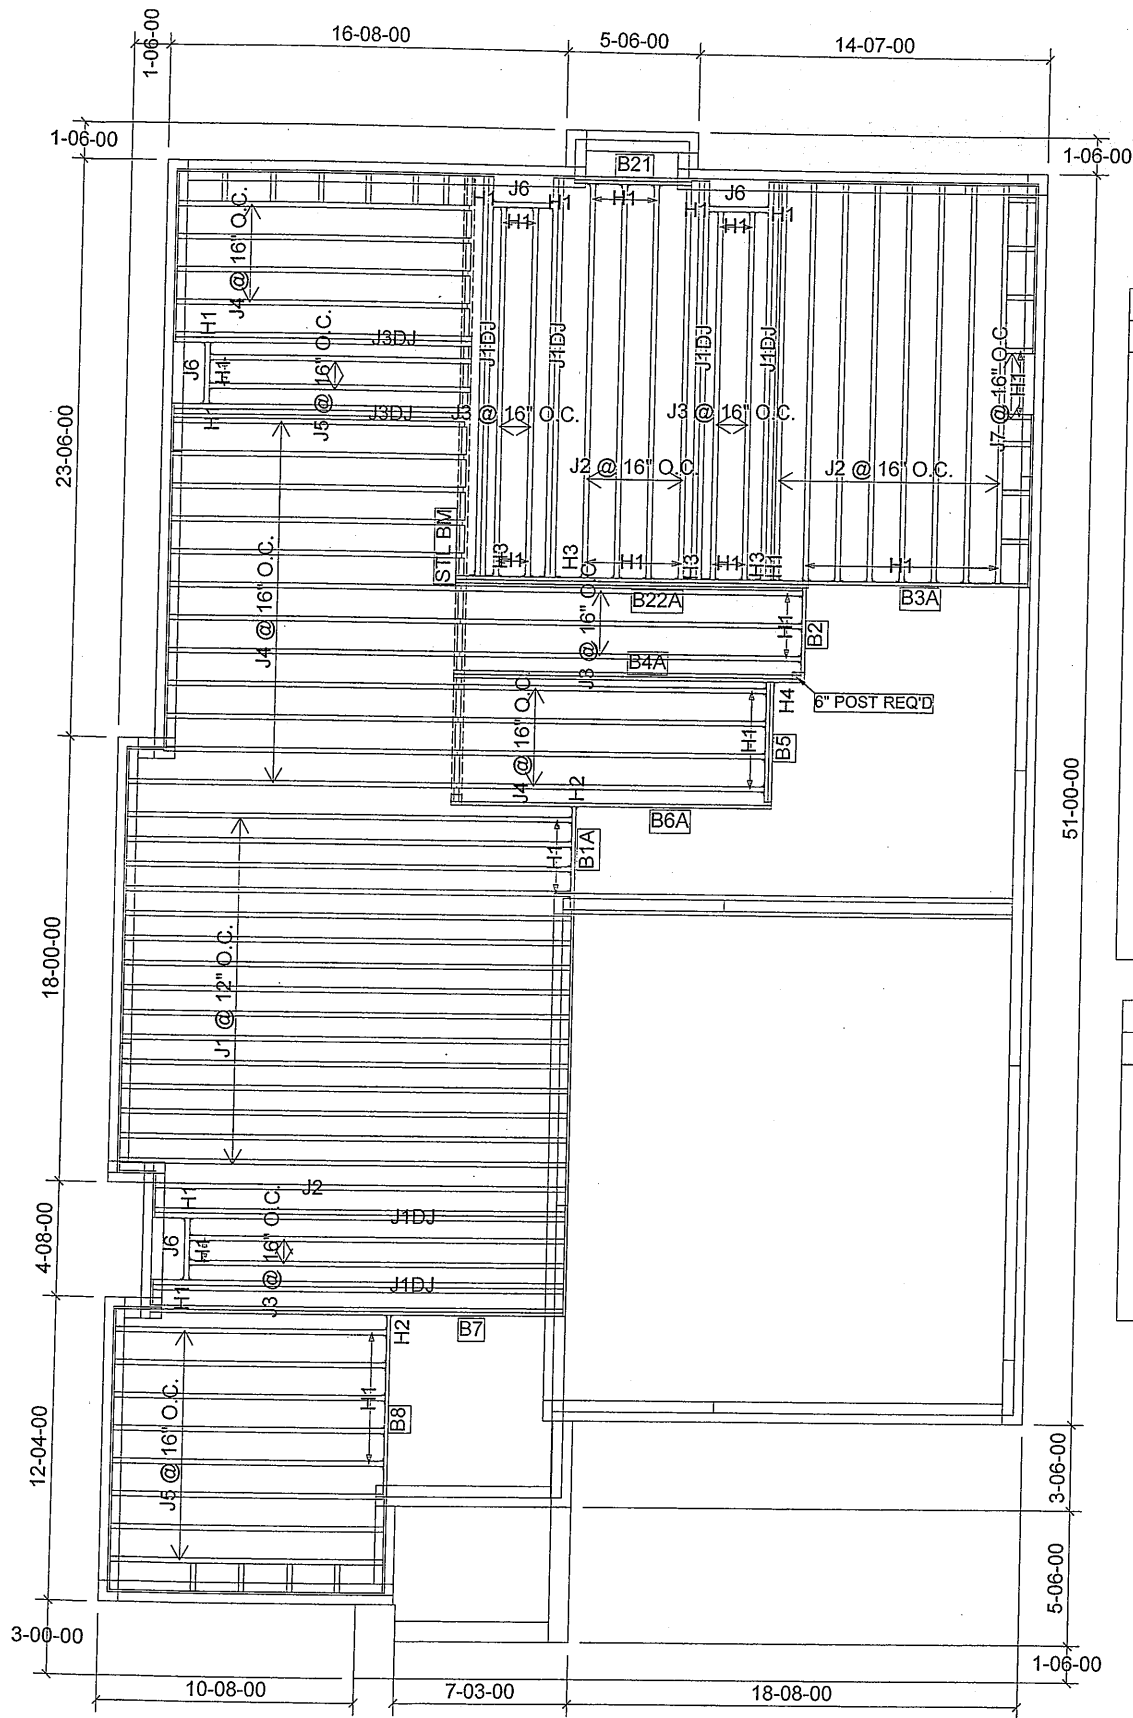 1-06-00
16-08-00
5-06-00
14-07-00
1-06-00
1-06-00
B21
J6
H1
H1
H1
H1
H1
J6
H1
H1
J4 @ 16" O.C.
J3DJ
J1DJ
J1DJ
J1DJ
J1DJ
H1
J6
H1
J5 @ 16" O.C.
H1
J3DJ
J3 @ 16" O.C.
J3 @ 16" O.C.
J7 @ 16" O.C
H1
J2 @ 16" O.C.
J2 @ 16" O.C.
23-06-00
STL BM
H3
H1
H3
H1
H3
H1
H3
H1
H1
B22A
B3A
J4 @ 16" O.C.
J3 @ 16" O.C.
H1
B2
B4A
6" POST REQ'D
J4 @ 16" O.C.
H1
H4
B5
H2
B6A
H1
B1A
51-00-00
18-00-00
J1 @ 12" O.C.
J2
H1
J1DJ
J6
H1
J3 @ 16" O.C.
4-08-00
H1
J1DJ
B7
H2
H1
B8
J5 @ 16" O.C.
12-04-00
3-06-00
5-06-00
3-00-00
1-06-00
10-08-00
7-03-00
18-08-00